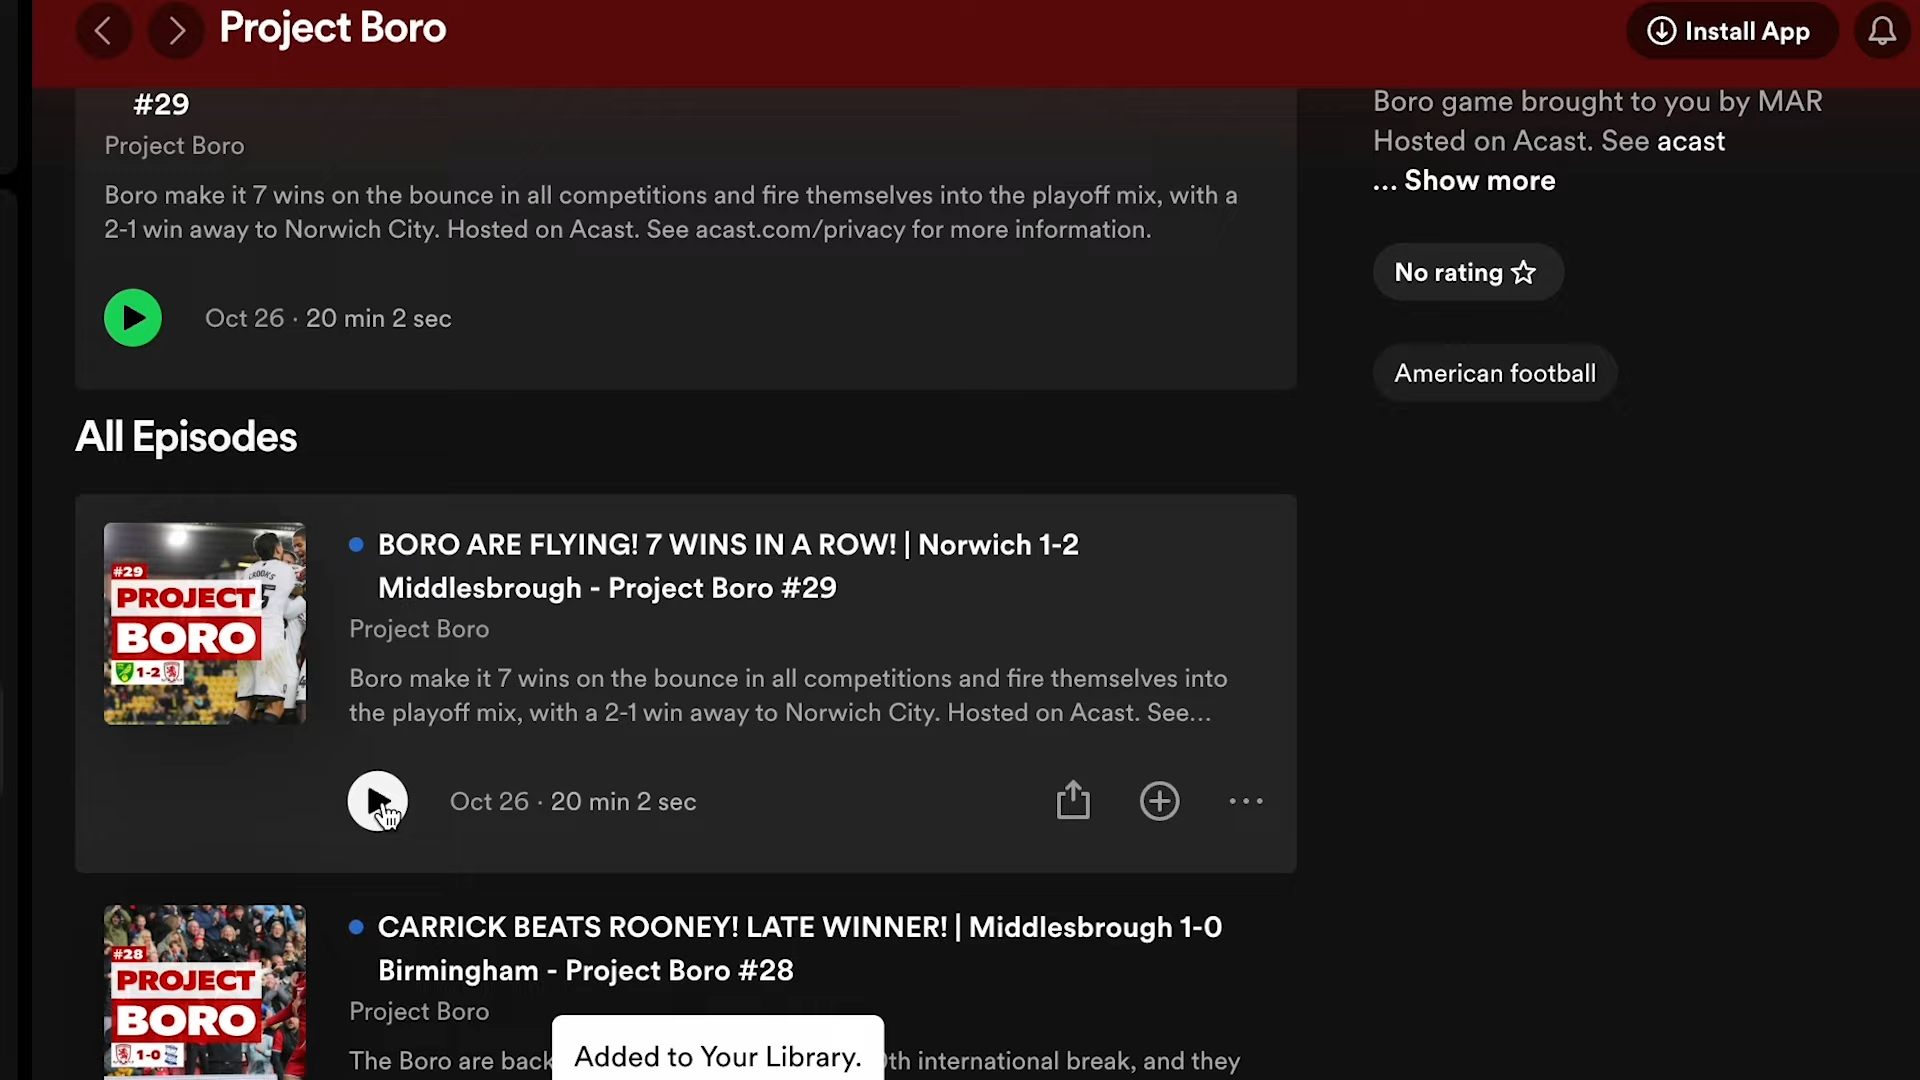 Project Boro
Install App
#29
Project Boro
Boro make it 7 wins on the bounce in all competitions and fire themselves into the playoff mix, with a
2-1 win away to Norwich City. Hosted on Acast. See acast.com/privacy for more information.
Oct 26 · 20 min 2 sec
Boro game brought to you by MAR
Hosted on Acast. See acast
... Show more
No rating
American football
All Episodes
#29
PROJECT
BORO
1-2
CROOKS
BORO ARE FLYING! 7 WINS IN A ROW! | Norwich 1-2
Middlesbrough - Project Boro #29
Project Boro
Boro make it 7 wins on the bounce in all competitions and fire themselves into
the playoff mix, with a 2-1 win away to Norwich City. Hosted on Acast. See...
Oct 26 · 20 min 2 sec
#28
PROJECT
BORO
1-0
CARRICK BEATS ROONEY! LATE WINNER! | Middlesbrough 1-0
Birmingham - Project Boro #28
Project Boro
The Boro are back
th international break, and they
Added to Your Library.